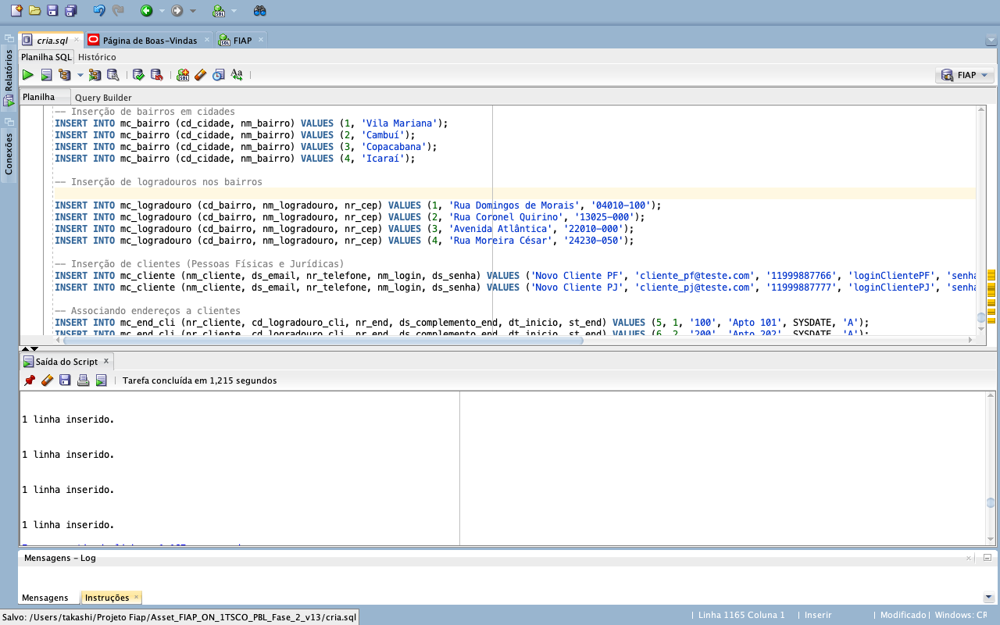 cria.sql
Página de Boas-Vindas
FIAP
Planilha SQL
Histórico
FIAP
Relatórios
Conexões
Planilha
Query Builder
-- Inserção de bairros em cidades
INSERT INTO mc_bairro (cd_cidade, nm_bairro) VALUES (1, 'Vila Mariana');
INSERT INTO mc_bairro (cd_cidade, nm_bairro) VALUES (2, 'Cambuí');
INSERT INTO mc_bairro (cd_cidade, nm_bairro) VALUES (3, 'Copacabana');
INSERT INTO mc_bairro (cd_cidade, nm_bairro) VALUES (4, 'Icaraí');
-- Inserção de logradouros nos bairros
INSERT INTO mc_logradouro (cd_bairro, nm_logradouro, nr_cep) VALUES (1, 'Rua Domingos de Morais', '04010-100');
INSERT INTO mc_logradouro (cd_bairro, nm_logradouro, nr_cep) VALUES (2, 'Rua Coronel Quirino', '13025-000');
INSERT INTO mc_logradouro (cd_bairro, nm_logradouro, nr_cep) VALUES (3, 'Avenida Atlântica', '22010-000');
INSERT INTO mc_logradouro (cd_bairro, nm_logradouro, nr_cep) VALUES (4, 'Rua Moreira César', '24230-050');
-- Inserção de clientes (Pessoas Físicas e Jurídicas)
INSERT INTO mc_cliente (nm_cliente, ds_email, nr_telefone, nm_login, ds_senha) VALUES ('Novo Cliente PF', 'cliente_pf@teste.com', '11999887766', 'loginClientePF', 'senha
INSERT INTO mc_cliente (nm_cliente, ds_email, nr_telefone, nm_login, ds_senha) VALUES ('Novo Cliente PJ', 'cliente_pj@teste.com', '11999887777', 'loginClientePJ', 'senha
-- Associando endereços a clientes
INSERT INTO mc_end_cli (nr_cliente, cd_logradouro_cli, nr_end, ds_complemento_end, dt_inicio, st_end) VALUES (5, 1, '100', 'Apto 101', SYSDATE, 'A');
INSERT INTO mc_end_cli (nr_cliente, cd_logradouro_cli, nr_end, ds_complemento_end, dt_inicio, st_end) VALUES (6, 2, '200', 'Apto 202', SYSDATE, 'A');
Saída do Script
Tarefa concluída em 1,215 segundos
1 linha inserido.
1 linha inserido.
1 linha inserido.
1 linha inserido.
Mensagens - Log
Mensagens
Instruções
Salvo: /Users/takashi/Projeto Fiap/Asset_FIAP_ON_1TSCO_PBL_Fase_2_v13/cria.sql
Linha 1165 Coluna 1
Inserir
Modificado
Windows: CR